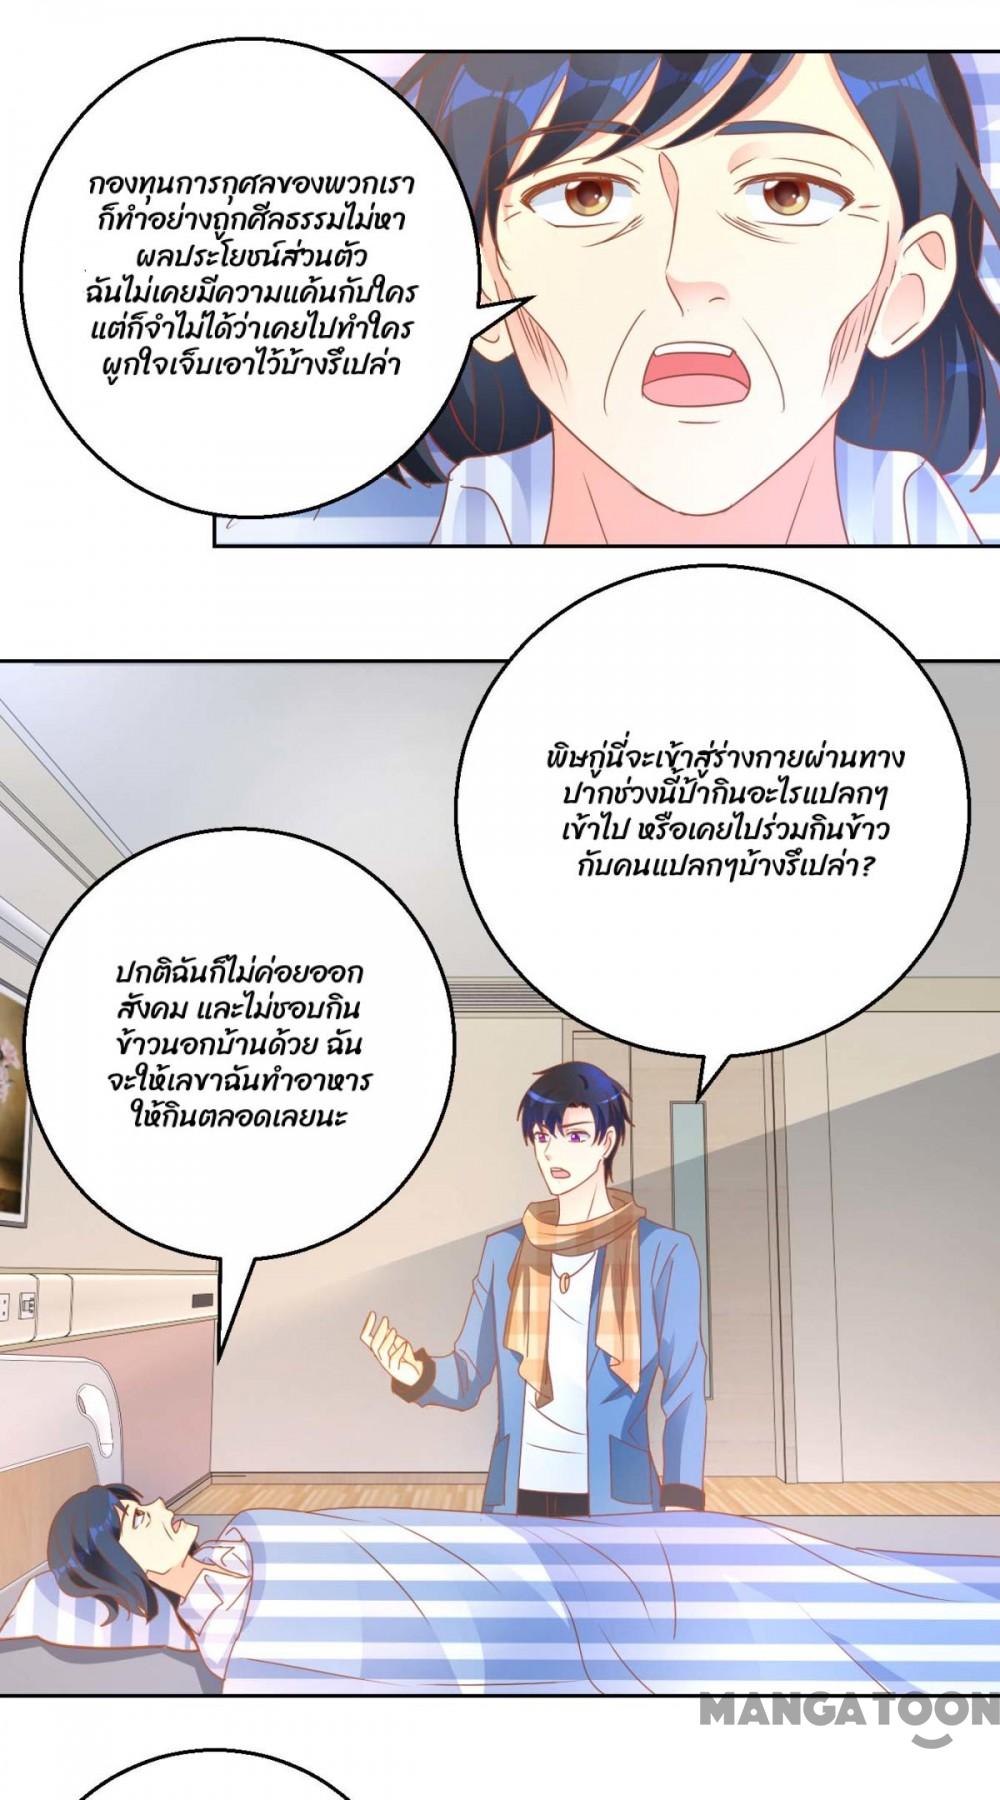 กองทุนการกุศลของพวกเรา
ก็ทำอย่างถูกศีลธรรมไม่หา
ผลประโยชน์ส่วนตัว
ฉันไม่เคยมีความแค้นกับใคร
แต่ก็จำไม่ได้ว่าเคยไปทำใคร
ผูกใจเจ็บเอาไว้บ้างรึเปล่า
พิษกู่นี่จะเข้าสู่ร่างกายผ่านทาง
ปากช่วงนี้ป้ากินอะไรแปลกๆ
เข้าไป หรือเคยไปร่วมกินข้าว
กับคนแปลกๆบ้างรึเปล่า?
ปกติฉันก็ไม่ค่อยออก
สังคม และไม่ชอบกิน
ข้าวนอกบ้านด้วย ฉัน
จะให้เลขาฉันทำอาหาร
ให้กินตลอดเลยนะ
MANGATOON